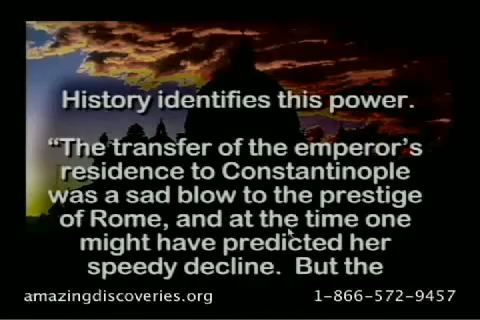 History identifies this power.
“The transfer of the emperor’s
residence to Constantinople
was a sad blow to the prestige
of Rome, and at the time one
might have predicted her
speedy decline.  But the
amazingdiscoveries.org
1-866-572-9457